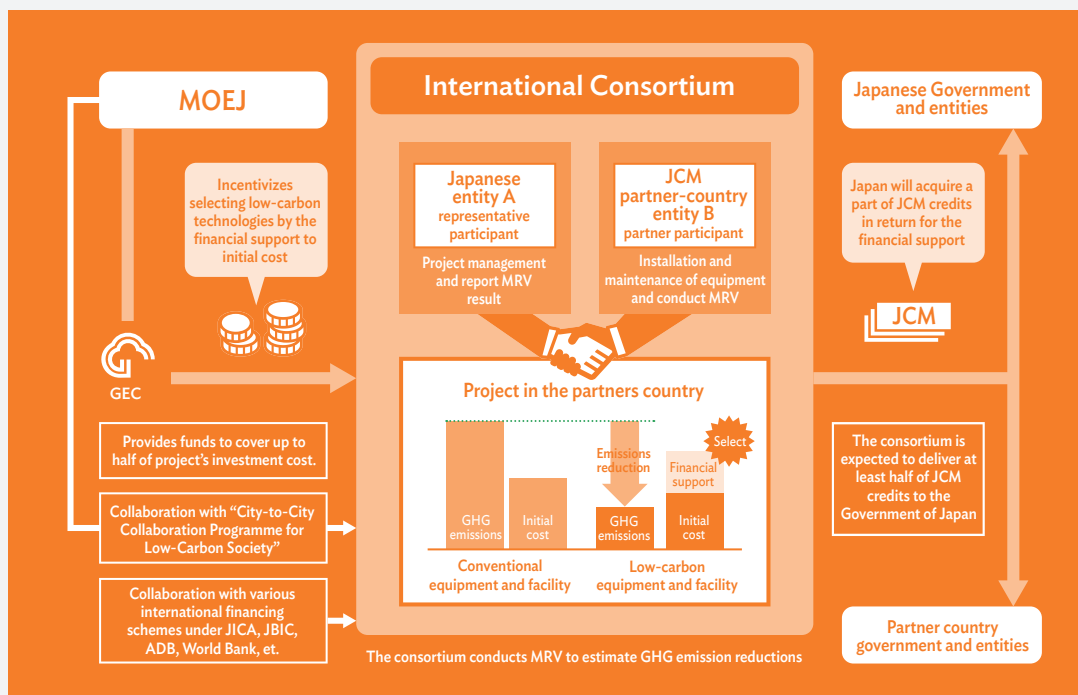 MOEJ
Incentivizes
selecting low-carbon
technologies by the
financial support to
initial cost
GEC
Provides funds to cover up to
half of project's investment cost.
Collaboration with “City-to-City
Collaboration Programme for
Low-Carbon Society”
Collaboration with various
international financing
schemes under JICA, JBIC,
ADB, World Bank, et.
International Consortium
Japanese
entity A
representative
participant
Project management
and report MRV
result
JCM
partner-country
entity B
partner participant
Installation and
maintenance of equipment
and conduct MRV
Project in the partners country
GHG
emissions
Initial
cost
Conventional
equipment and facility
Emissions
reduction
GHG
emissions
Select
Financial
support
Initial
cost
Low-carbon
equipment and facility
The consortium conducts MRV to estimate GHG emission reductions
Japanese Government
and entities
Japan will acquire a
part of JCM credits
in return for the
financial support
JCM
The consortium is
expected to deliver at
least half of JCM
credits to the
Government of Japan
Partner country
government and entities